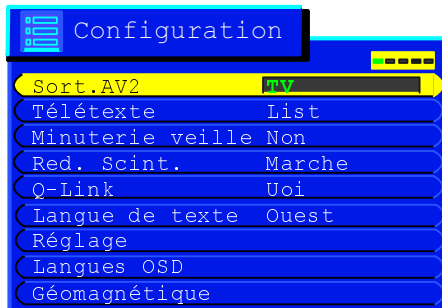 Configuration
Sort.AV2 TV
Télétexte List
Minuterie veille Non
Red. Scint. Marche
Q-Link Uoi
Langue de texte Ouest
Réglage
Langues OSD
Géomagnétique